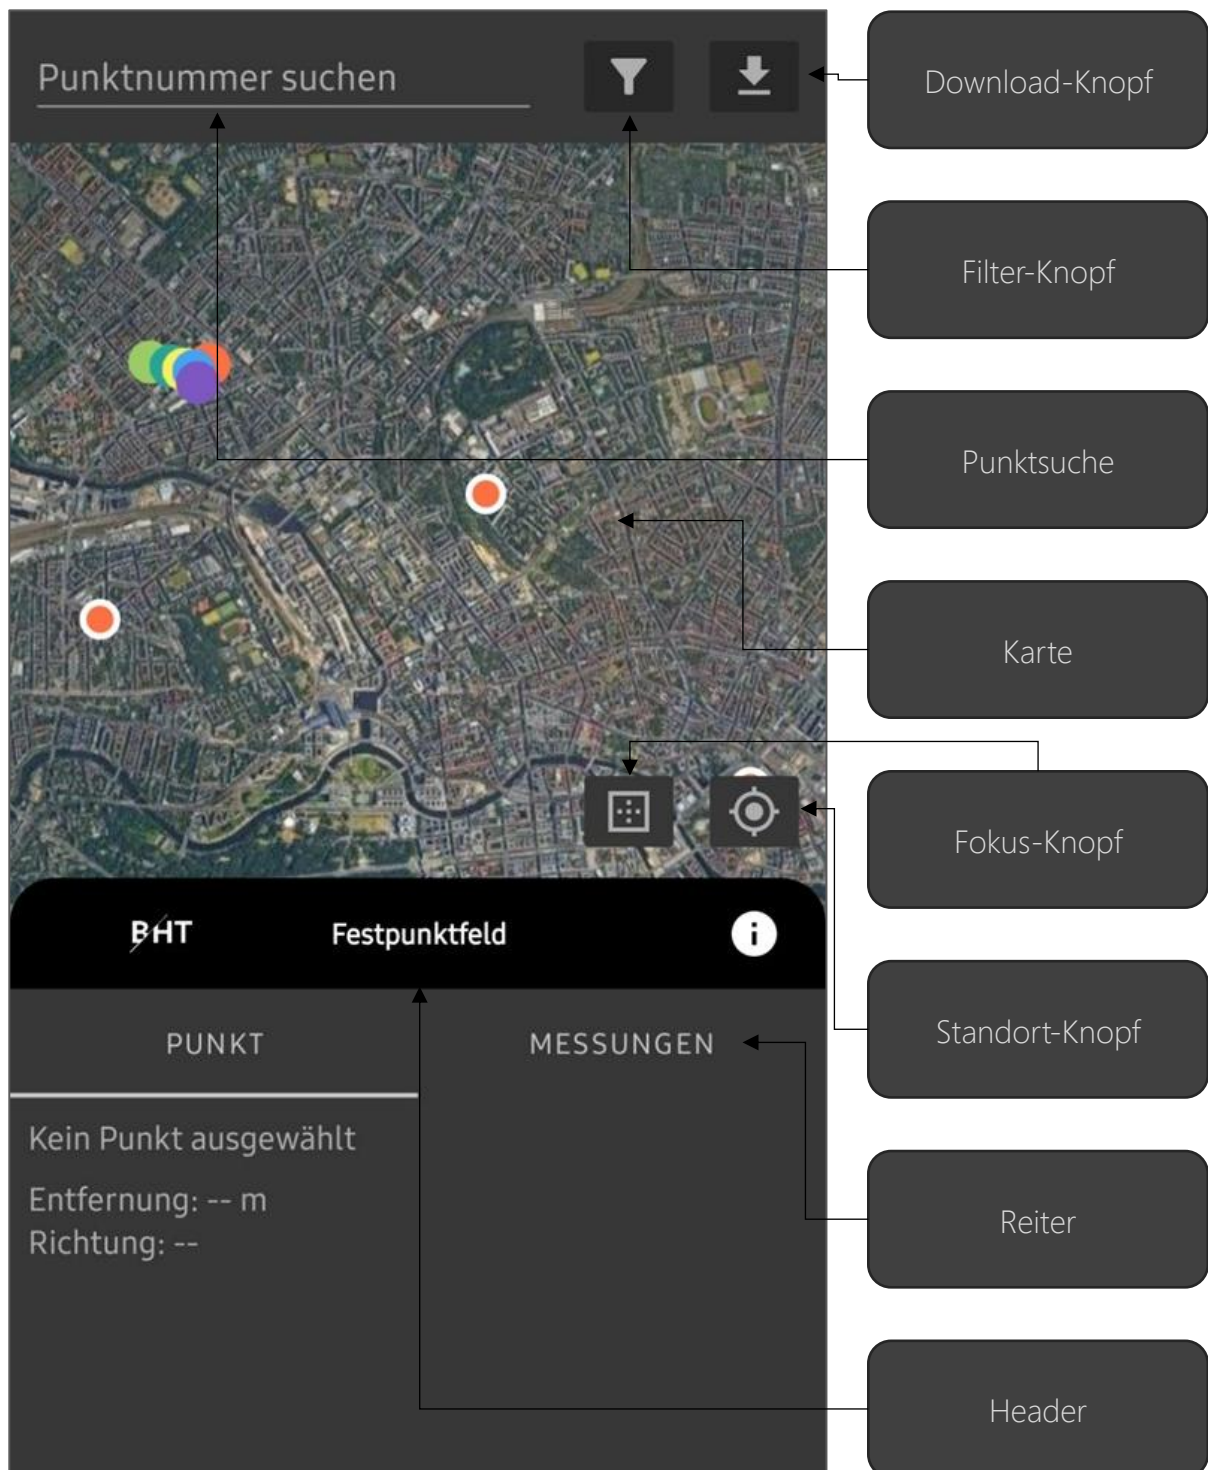 Punktnummer suchen
Download-Knopf
Filter-Knopf
Punktsuche
Karte
Fokus-Knopf
Standort-Knopf
Reiter
Header
BHT
Festpunktfeld
i
PUNKT
MESSUNGEN
Kein Punkt ausgewählt
Entfernung: -- m
Richtung: --